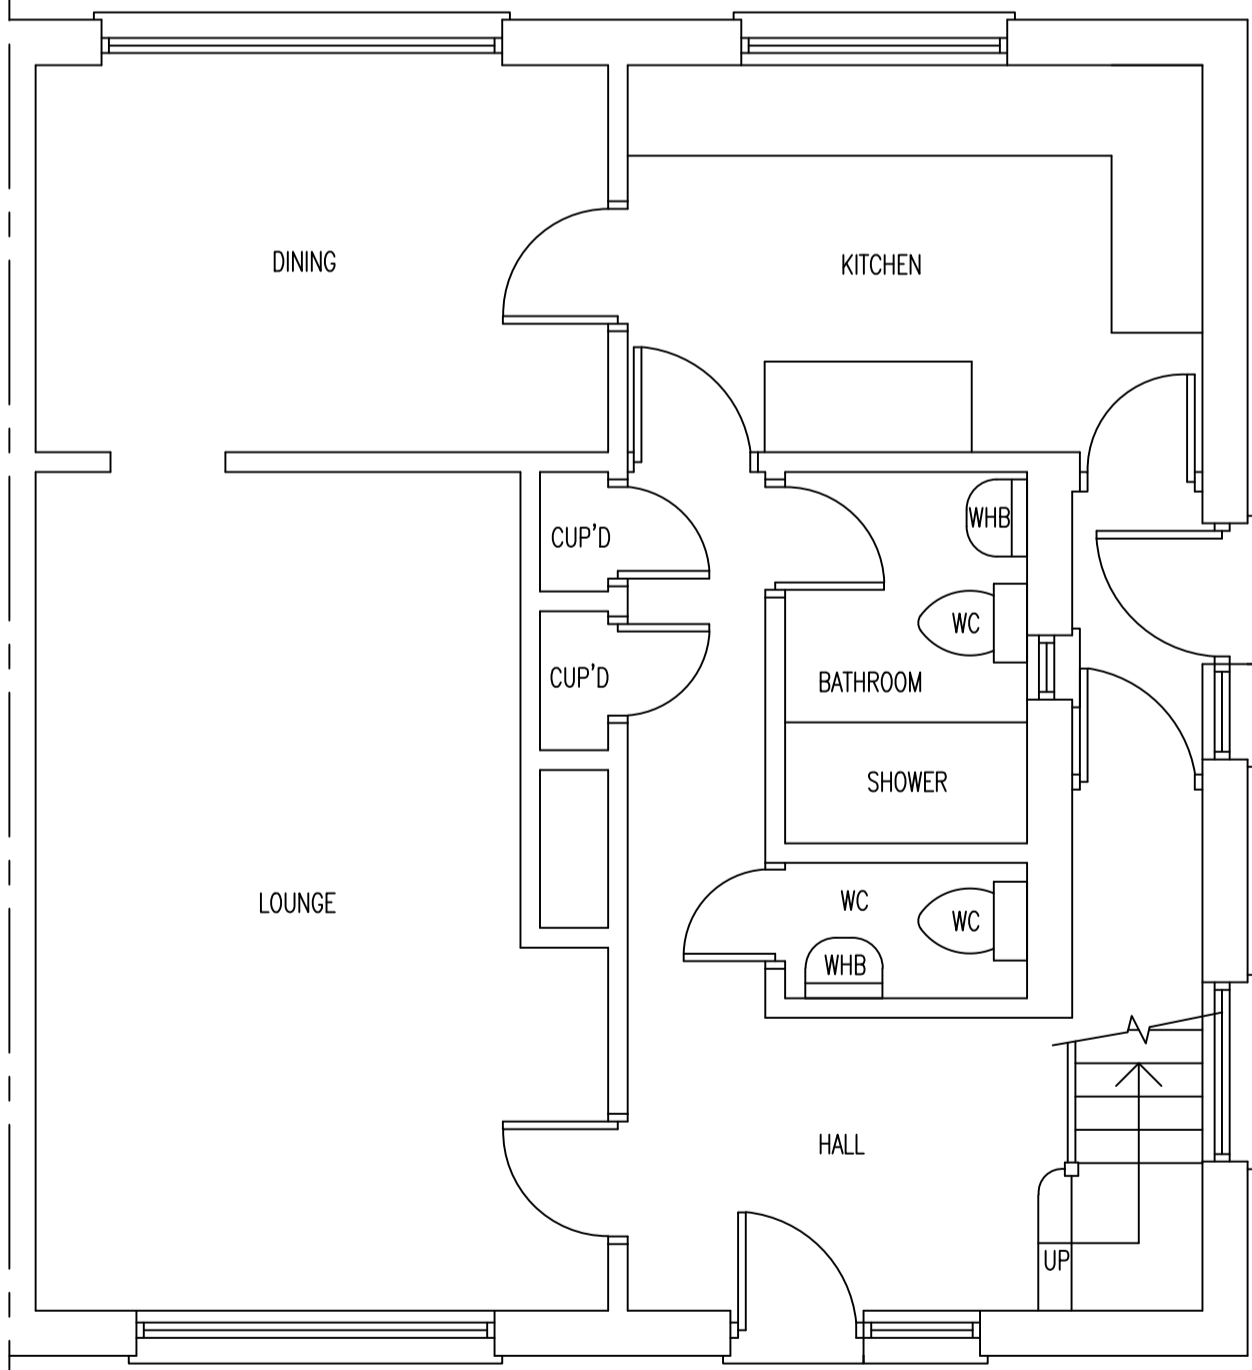 DINING
KITCHEN
CUP'D
WHB
WC
CUP'D
BATHROOM
SHOWER
LOUNGE
WC
WC
WHB
HALL
UP